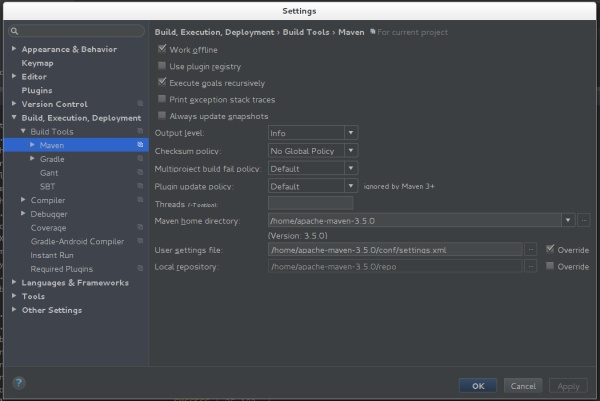 Settings
Appearance & Behavior
Keymap
Editor
Plugins
Version Control
Build, Execution, Deployment
Build Tools
Maven
Gradle
Gant
SBT
Compiler
Debugger
Coverage
Gradle-Android Compiler
Instant Run
Required Plugins
Languages & Frameworks
Tools
Other Settings
Build, Execution, Deployment › Build Tools › Maven For current project
Work offline
Use plugin registry
Execute goals recursively
Print exception stack traces
Always update snapshots
Output level: Info
Checksum policy: No Global Policy
Multiproject build fail policy: Default
Plugin update policy: Default ignored by Maven 3+
Threads (-T option):
Maven home directory: /home/apache-maven-3.5.0 ...
(Version: 3.5.0)
User settings file: /home/apache-maven-3.5.0/conf/settings.xml ... Override
Local repository: /home/apache-maven-3.5.0/repo ... Override
? OK Cancel Apply